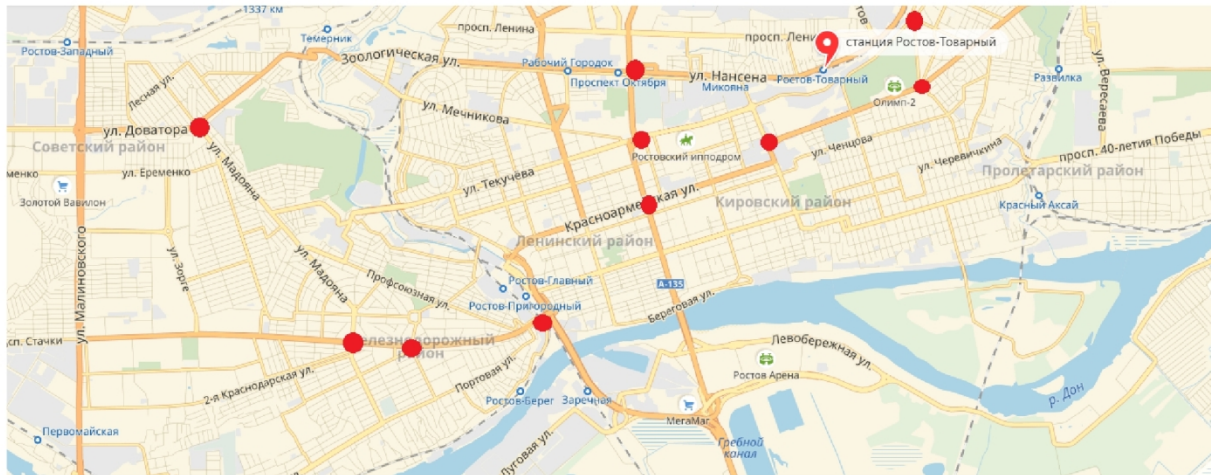 1337 км
Ростов-Западный
Темерник
просп. Ленина
Зоологическая ул.
Рабочий Городок
Проспект Октября
ул. Нансена
Микояна
просп. Ленина
станция Ростов-Товарный
Ростов-Товарный
Олимп-2
Развилка
ул. Вересаева
Лесная ул.
ул. Мечникова
ул. Доватора
Советский район
ул. Еременко
Золотой Вавилон
ул. Мадояна
ул. Текучёва
Ростовский ипподром
ул. Ченцова
ул. Черевичкина
просп. 40-летия Победы
Пролетарский район
Красный Аксай
Красноармейская ул.
Кировский район
Ленинский район
ул. Малиновского
ул. Зорге
ул. Мадояна
Профсоюзная ул.
Ростов-Главный
Ростов-Пригородный
А-135
Береговая ул.
Стачки
Железнодорожный
район
2-я Краснодарская ул.
Портовая ул.
Левобережная ул.
Ростов Арена
Ростов-Берег
Заречная
МегаМаг
р. Дон
Первомайская
Луговая ул.
Гребной
канал